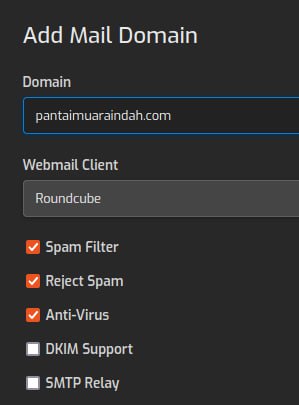 Add Mail Domain
Domain
pantaimuaraindah.com
Webmail Client
Roundcube
Spam Filter
Reject Spam
Anti-Virus
DKIM Support
SMTP Relay